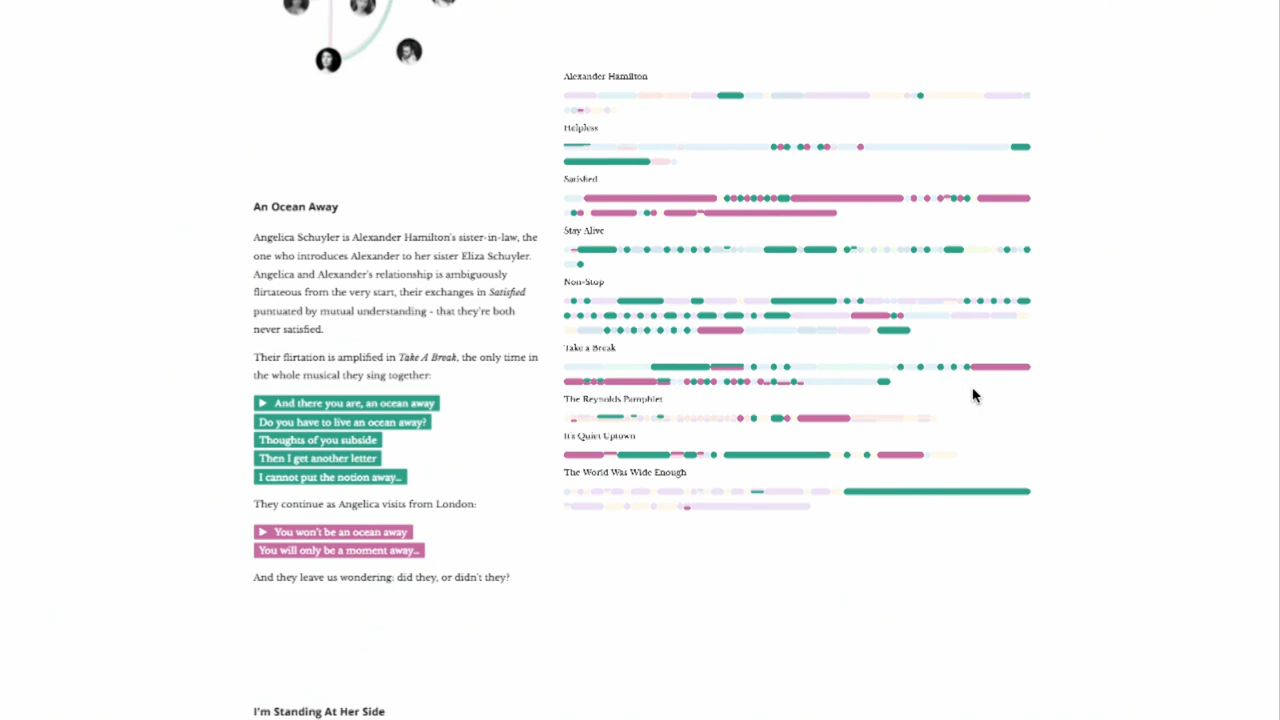 An Ocean Away
Angelica Schuyler is Alexander Hamilton's sister-in-law, the
one who introduces Alexander to her sister Eliza Schuyler.
Angelica and Alexander's relationship is ambiguously
flirtateous from the very start, their exchanges in Satisfied
puntuated by mutual understanding - that they're both
never satisfied.
Their flirtation is amplified in Take A Break, the only time in
the whole musical they sing together:
And there you are, an ocean away
Do you have to live an ocean away?
Thoughts of you subside
Then I get another letter
I cannot put the notion away...
They continue as Angelica visits from London:
You won't be an ocean away
You will only be a moment away...
And they leave us wondering: did they, or didn't they?
I'm Standing At Her Side
Alexander Hamilton
Helpless
Satisfied
Stay Alive
Non-Stop
Take a Break
The Reynolds Pamphlet
It's Quiet Uptown
The World Was Wide Enough